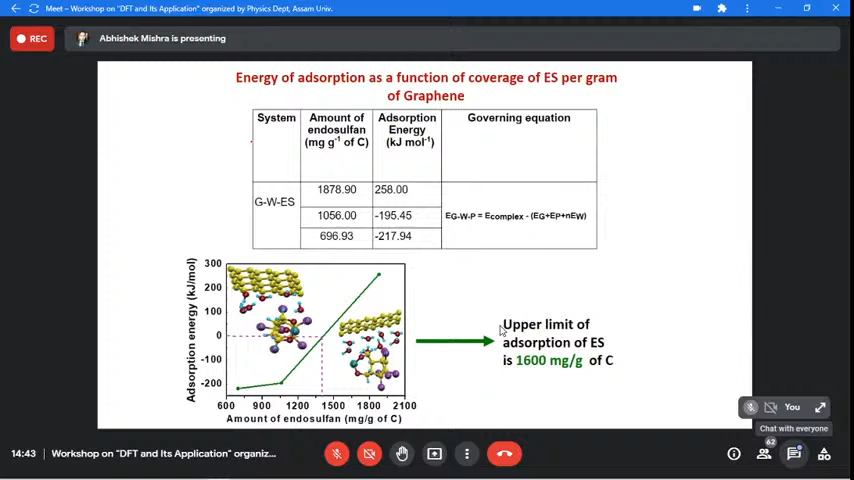 Meet – Workshop on "DFT and Its Application" organized by Physics Dept, Assam Univ.
REC
Abhishek Mishra is presenting
Energy of adsorption as a function of coverage of ES per gram
of Graphene
System Amount of endosulfan (mg g⁻¹ of C) Adsorption Energy (kJ mol⁻¹) Governing equation
G-W-ES
1878.90 258.00
1056.00 -195.45
696.93 -217.94
EG-W-P = Ecomplex - (EG+EP+nEW)
Adsorption energy (kJ/mol)
300
200
100
0
-100
-200
600 900 1200 1500 1800 2100
Amount of endosulfan (mg/g of C)
Upper limit of
adsorption of ES
is 1600 mg/g of C
You
Chat with everyone
62
14:43 Workshop on "DFT and Its Application" organiz...